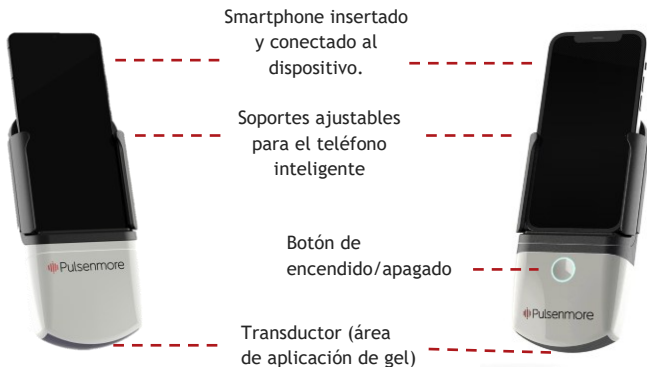 Smartphone insertado
y conectado al
dispositivo.
Soportes ajustables
para el teléfono
inteligente
Botón de
encendido/apagado
Pulsenmore
Pulsenmore
Transductor (área
de aplicación de gel)